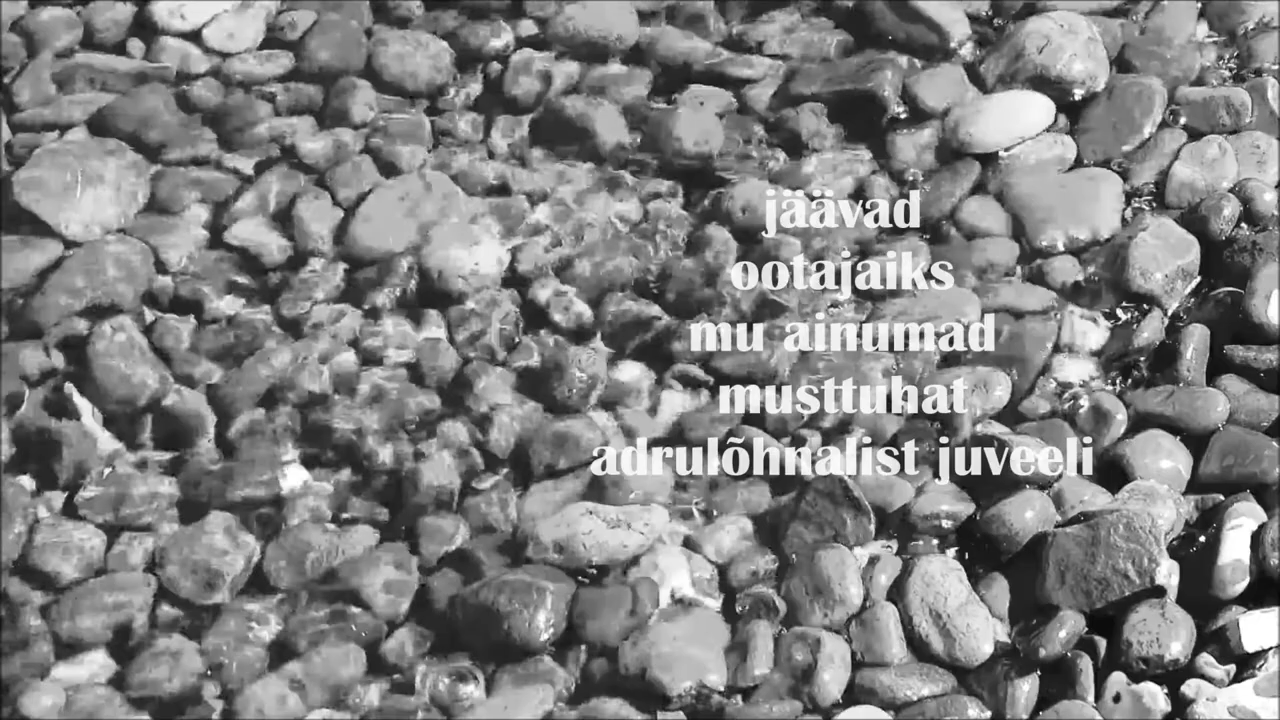 jäävad
ootajaiks
mu ainumad
musttuhat
adrulõhnalist juveeli